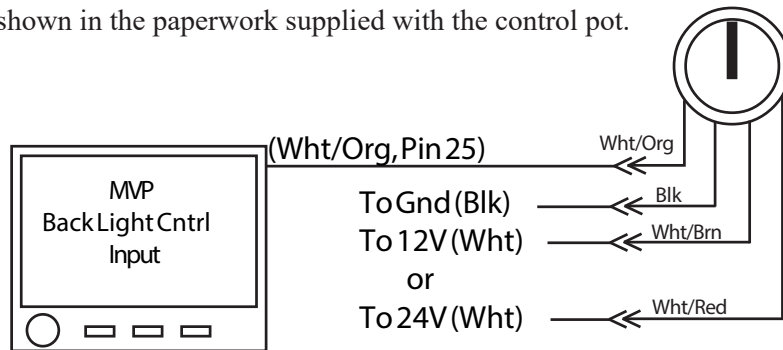 shown in the paperwork supplied with the control pot.
(Wht/Org, Pin 25)
Wht/Org
MVP
Back Light Cntrl
Input
To Gnd (Blk)
Blk
To 12V (Wht)
Wht/Brn
or
To 24V (Wht)
Wht/Red